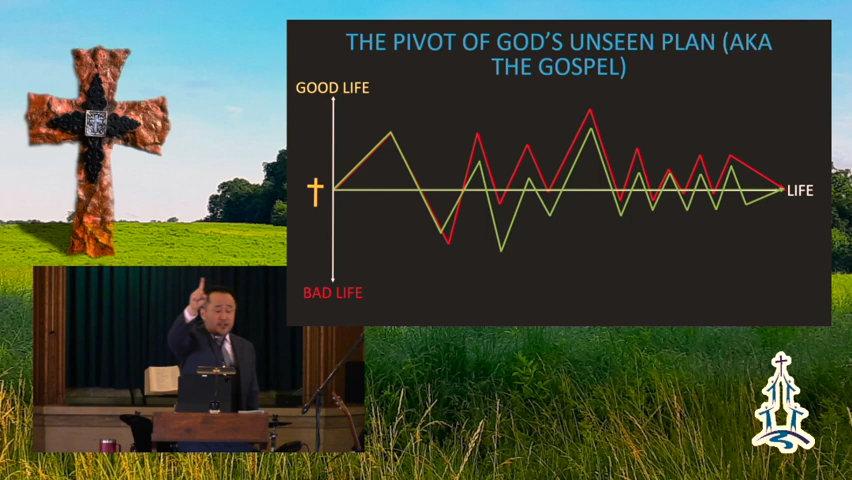 THE PIVOT OF GOD'S UNSEEN PLAN (AKA
THE GOSPEL)
GOOD LIFE
LIFE
BAD LIFE